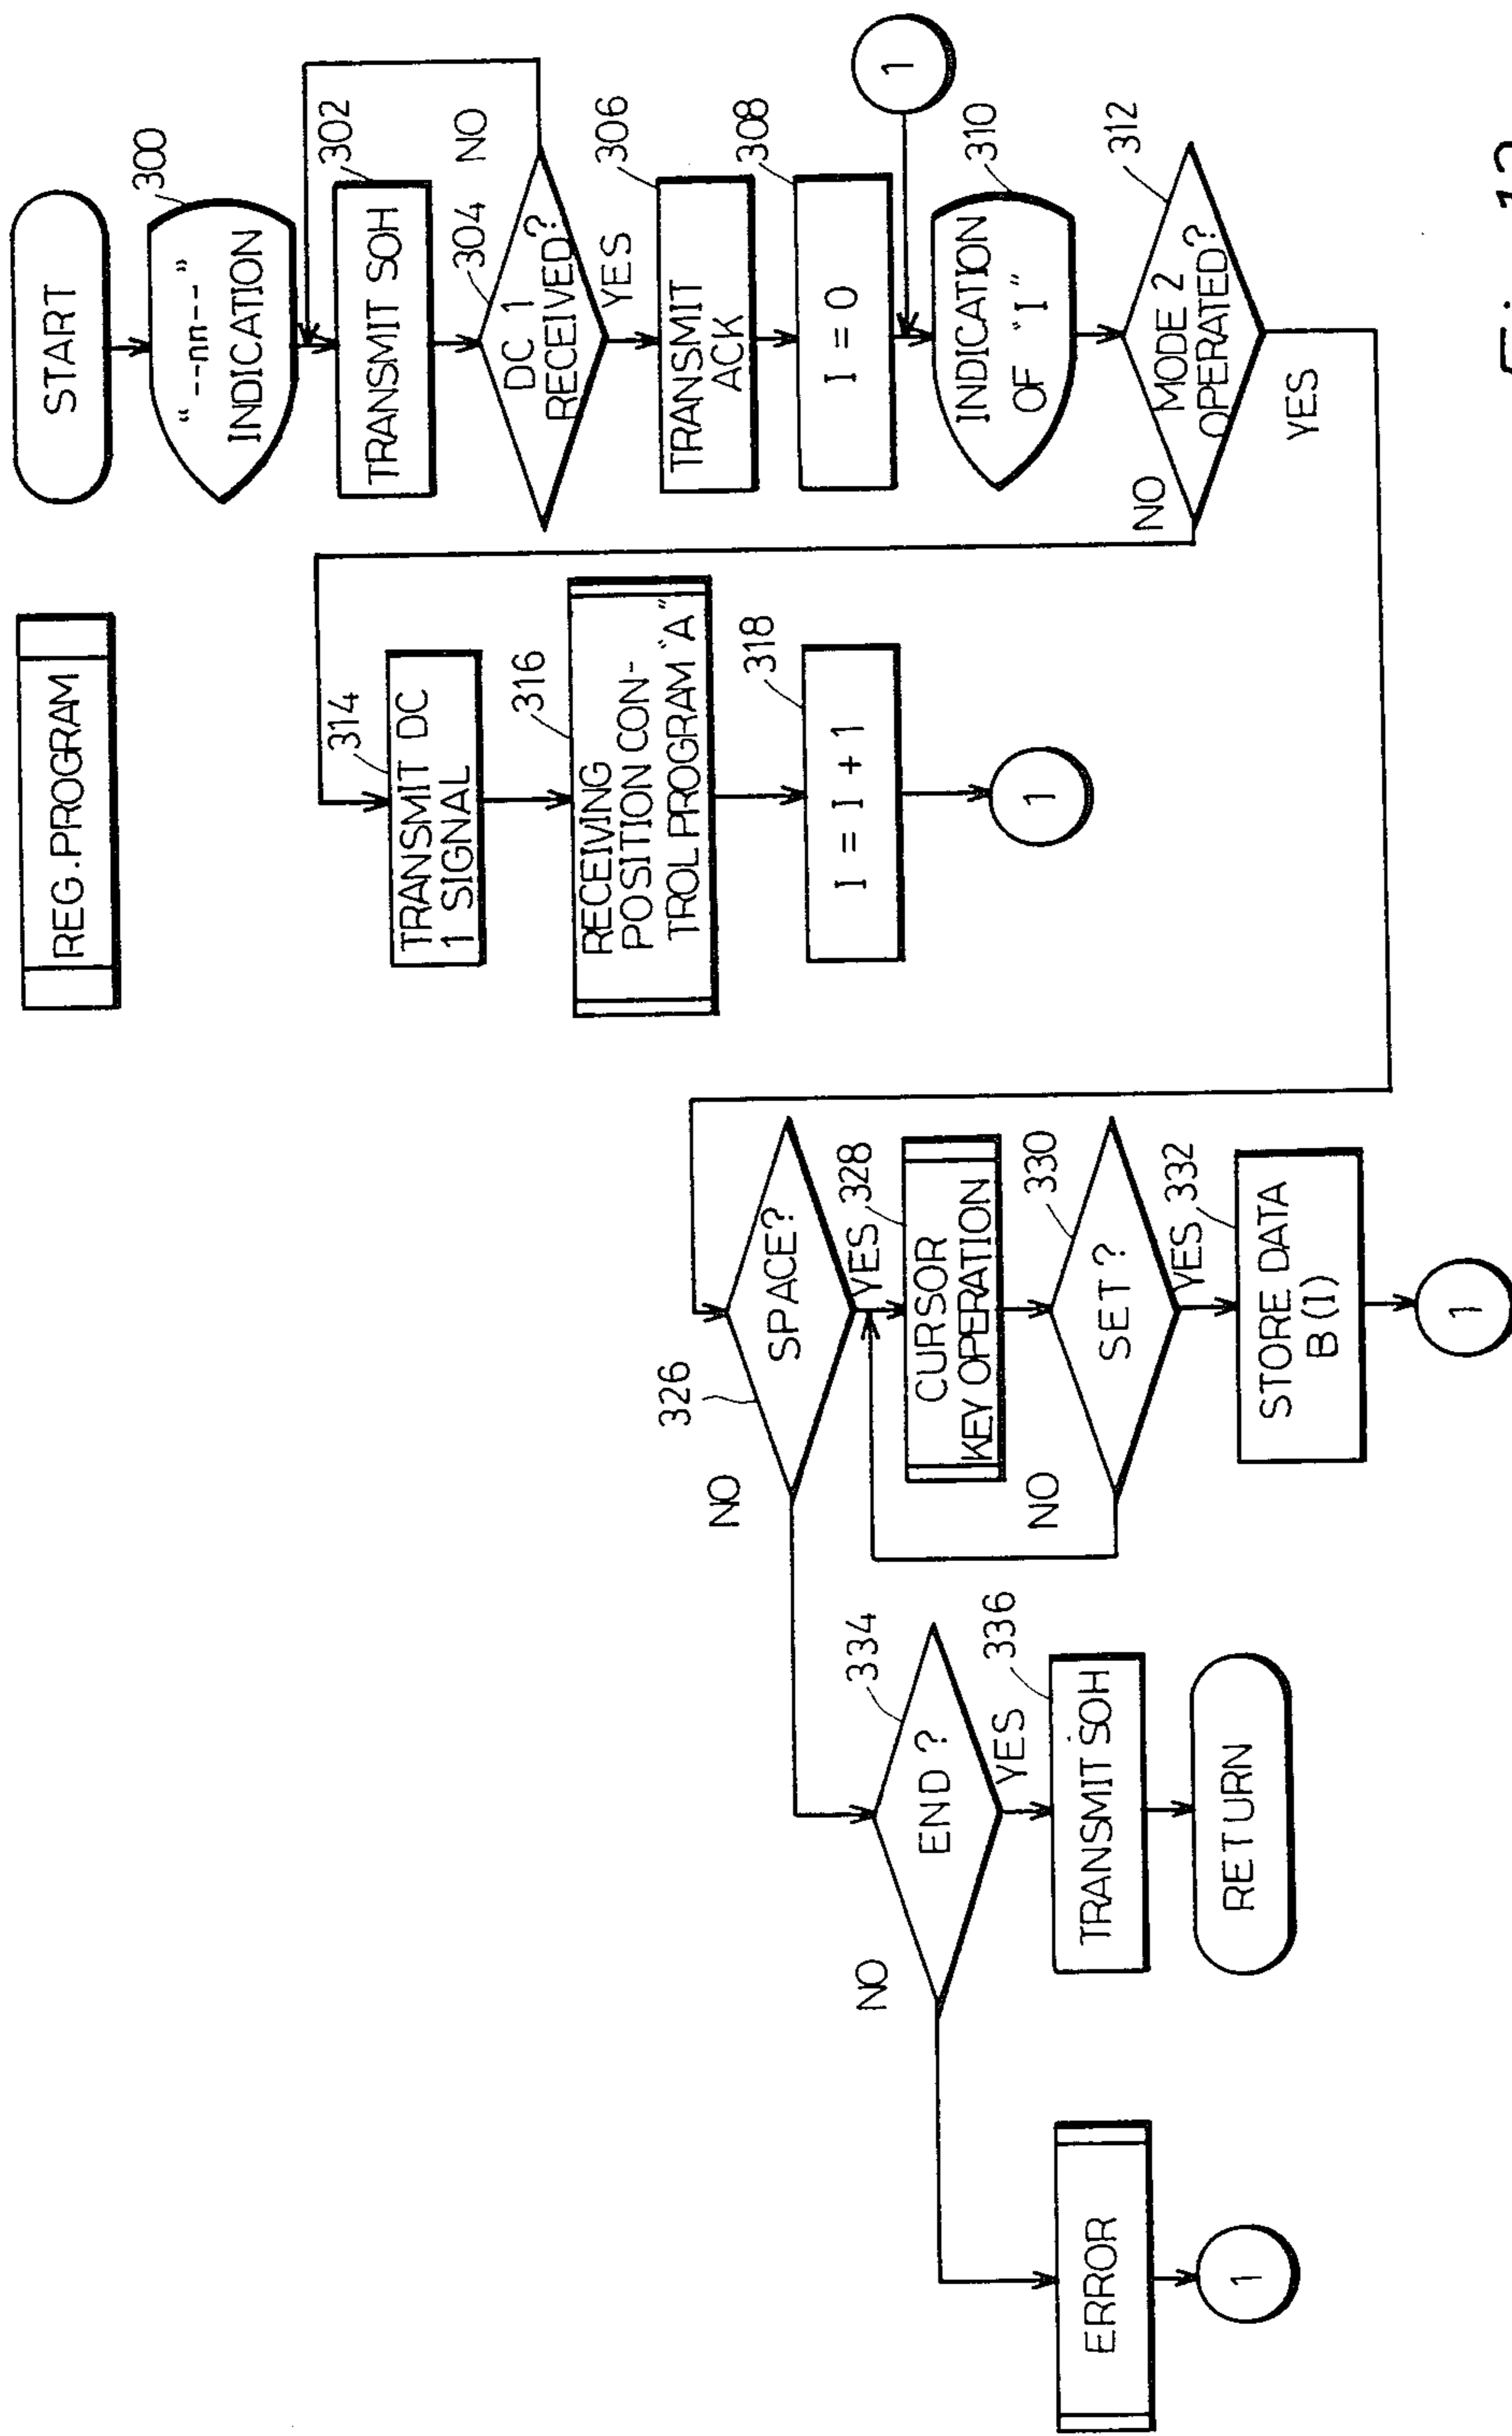 REG.PROGRAM
START
300
"--nn--"
INDICATION
302
TRANSMIT SOH
304
NO
DC 1
RECEIVED?
YES
306
TRANSMIT
ACK
308
I = 0
1
310
INDICATION
OF "I"
312
MODE 2
OPERATED?
NO
YES
314
TRANSMIT DC
1 SIGNAL
316
RECEIVING
POSITION CON-
TROL PROGRAM "A"
318
I = I + 1
1
326
SPACE?
NO
YES
328
CURSOR
KEY OPERATION
330
SET?
NO
YES
332
STORE DATA
B(I)
1
334
END?
NO
YES
336
TRANSMIT SOH
RETURN
ERROR
1